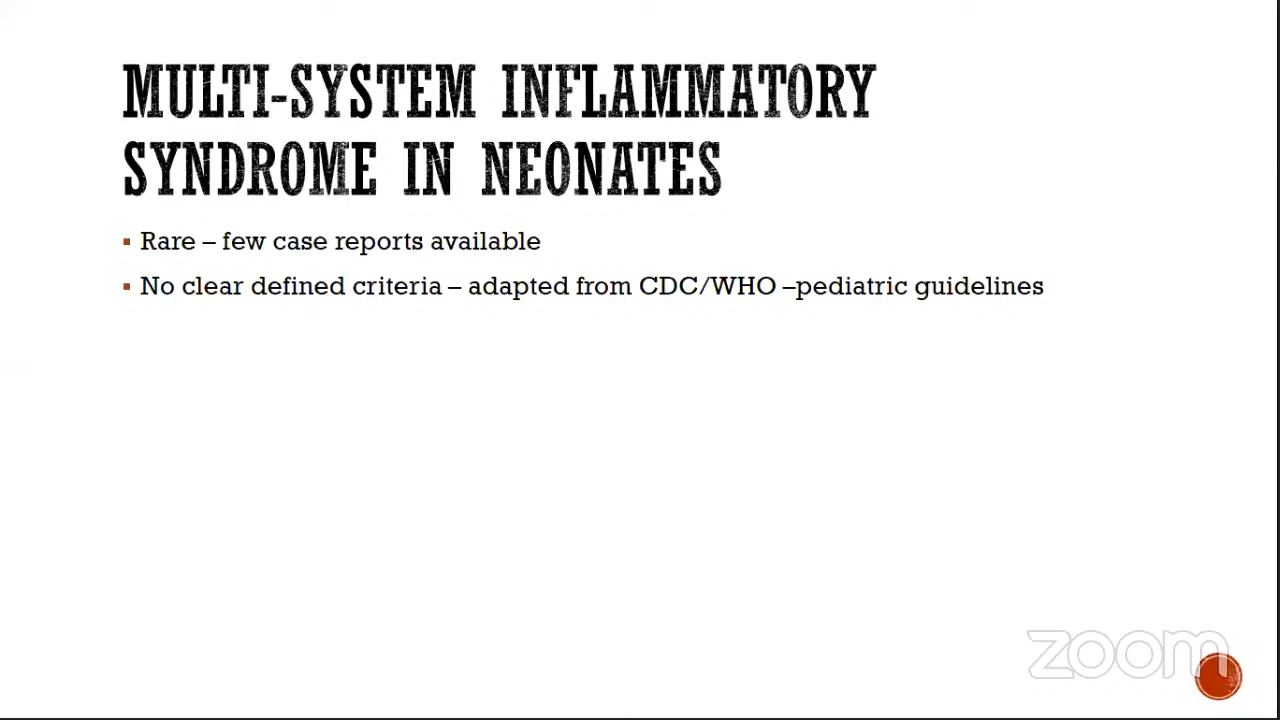 MULTI-SYSTEM INFLAMMATORY
SYNDROME IN NEONATES
▪ Rare – few case reports available
▪ No clear defined criteria – adapted from CDC/WHO –pediatric guidelines
zoom